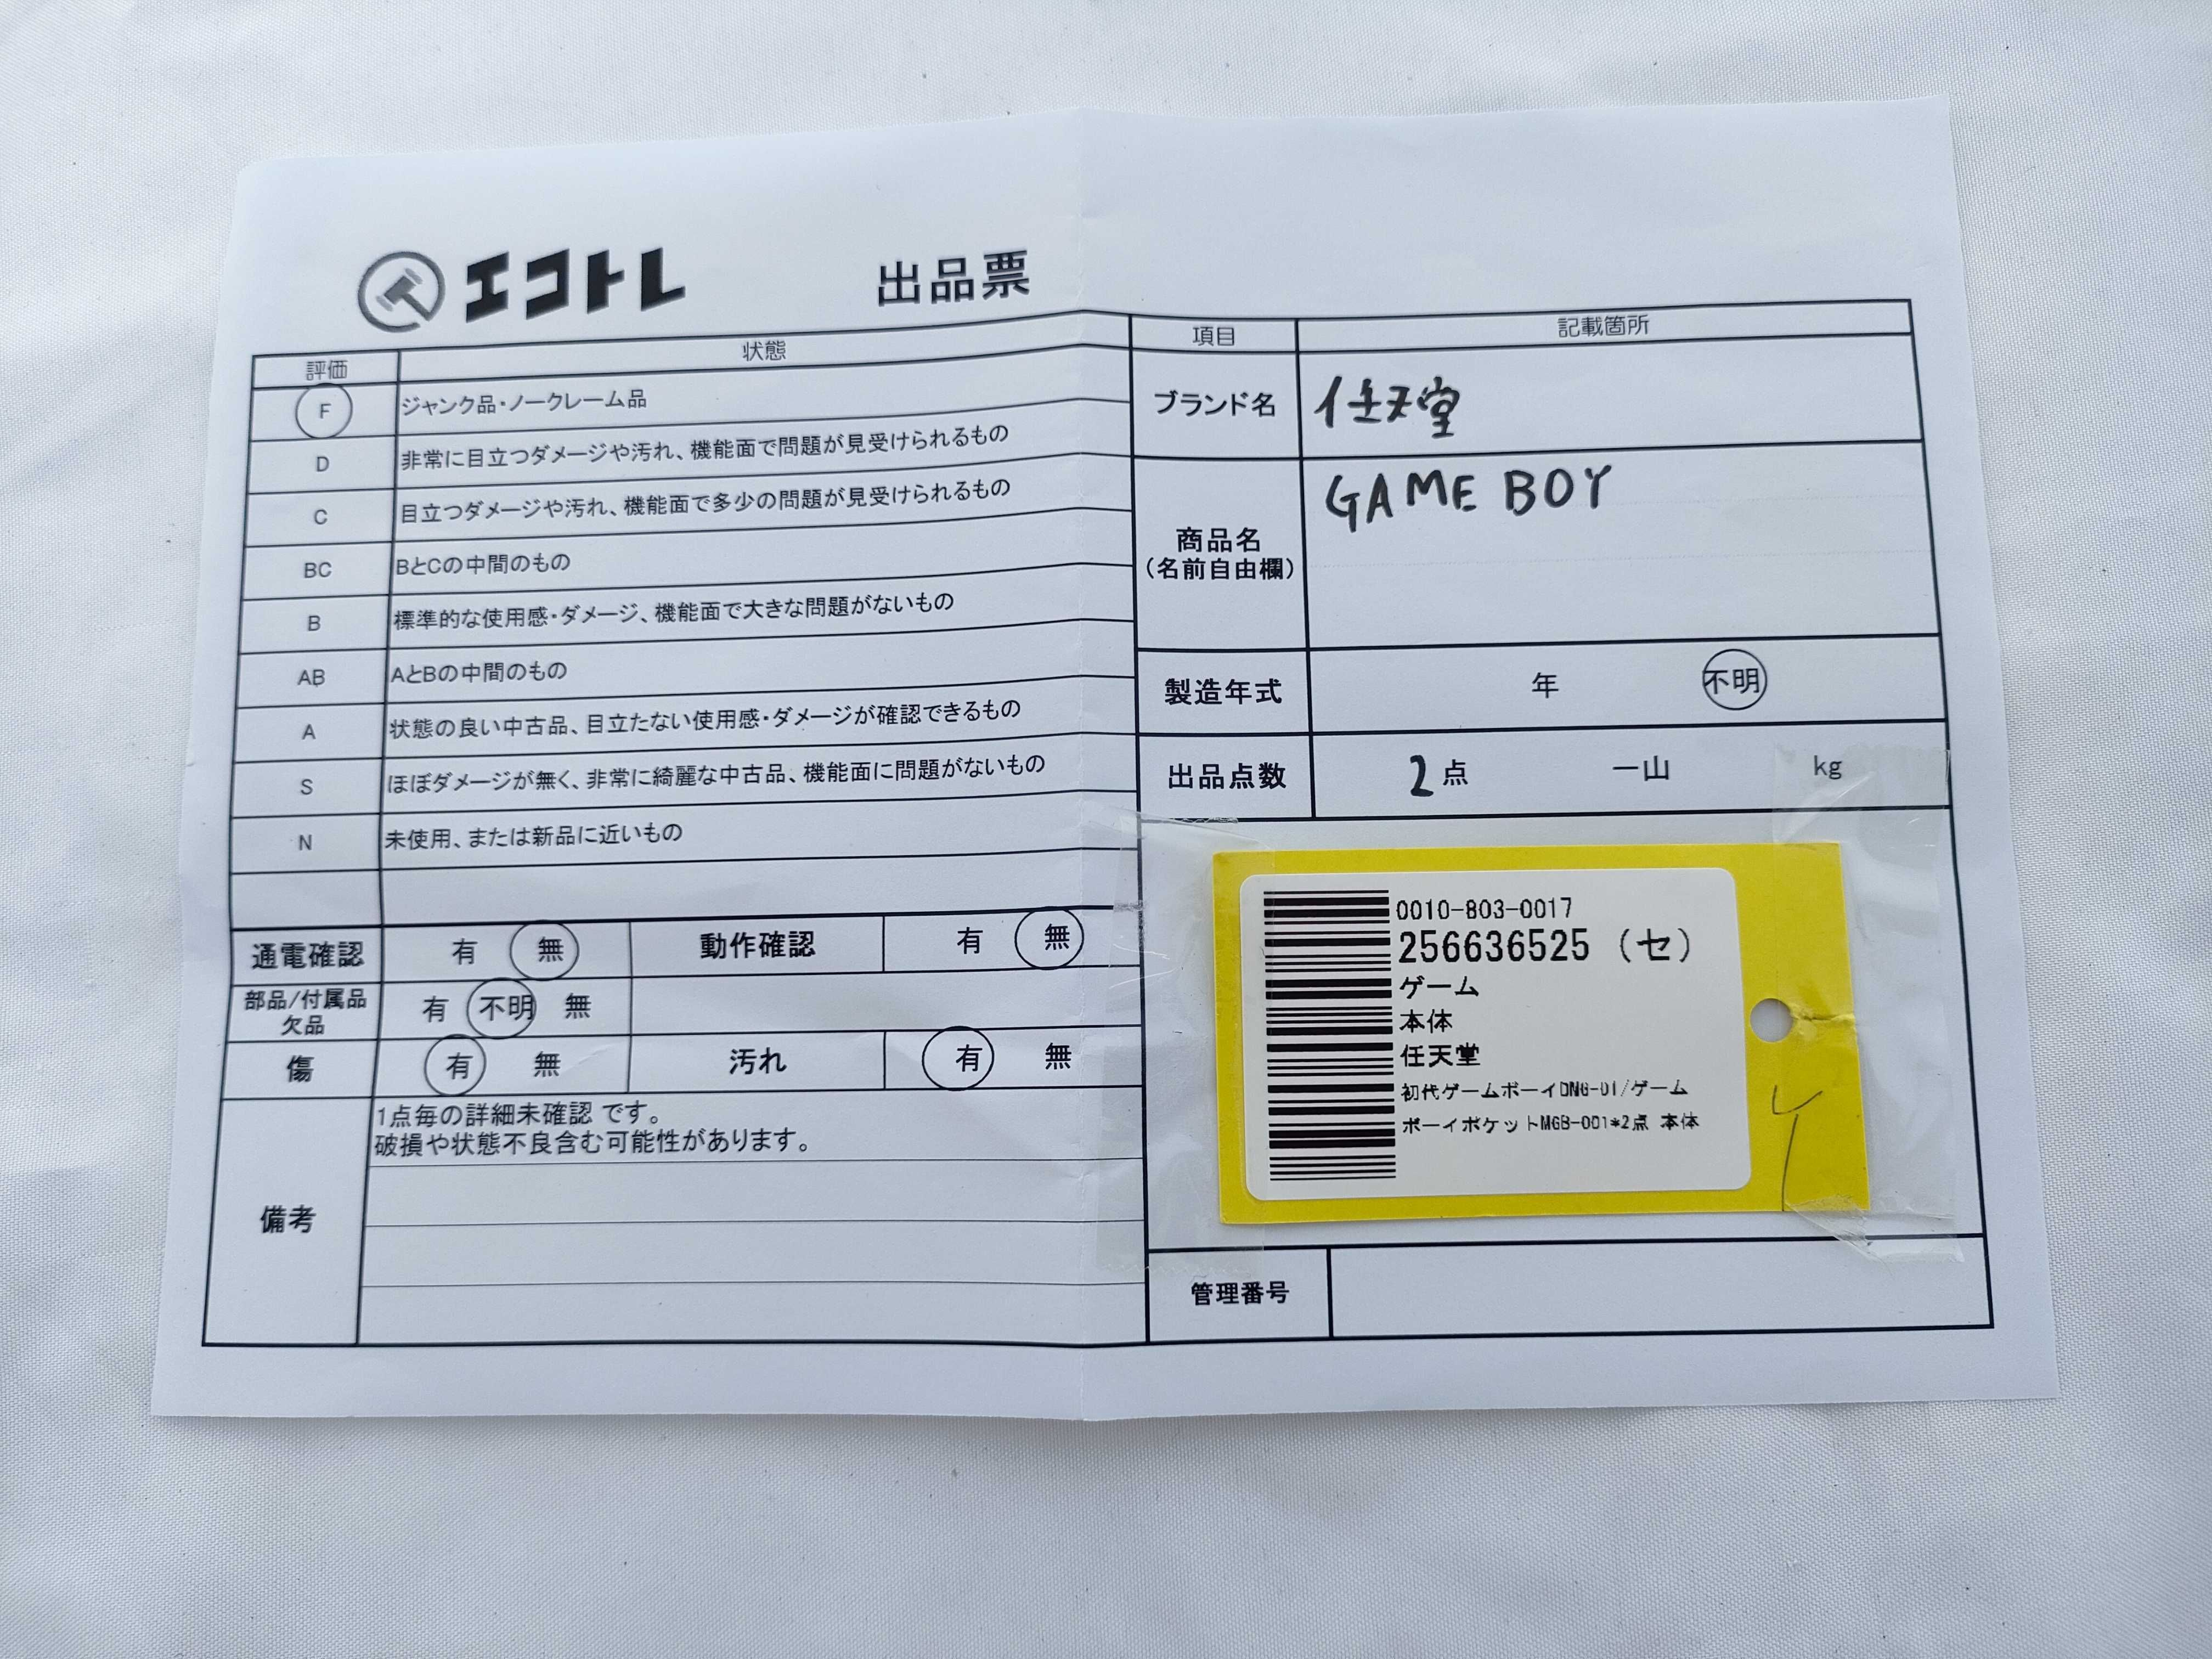 エコトレ 出品票
評価 状態
F ジャンク品・ノークレーム品
D 非常に目立つダメージや汚れ、機能面で問題が見受けられるもの
C 目立つダメージや汚れ、機能面で多少の問題が見受けられるもの
BC BとCの中間のもの
B 標準的な使用感・ダメージ、機能面で大きな問題がないもの
AB AとBの中間のもの
A 状態の良い中古品、目立たない使用感・ダメージが確認できるもの
S ほぼダメージが無く、非常に綺麗な中古品、機能面に問題がないもの
N 未使用、または新品に近いもの
通電確認 有 無 動作確認 有 無
部品/付属品
欠品
有 不明 無
傷 有 無 汚れ 有 無
備考
1点毎の詳細未確認 です。
破損や状態不良含む可能性があります。
項目 記載箇所
ブランド名 任天堂
商品名
(名前自由欄)
GAME BOY
製造年式 年 不明
出品点数 2 点 一山 kg
0010-803-0017
256636525 (セ)
ゲーム
本体
任天堂
初代ゲームボーイDMG-01/ゲーム
ボーイポケットMGB-001*2点 本体
管理番号